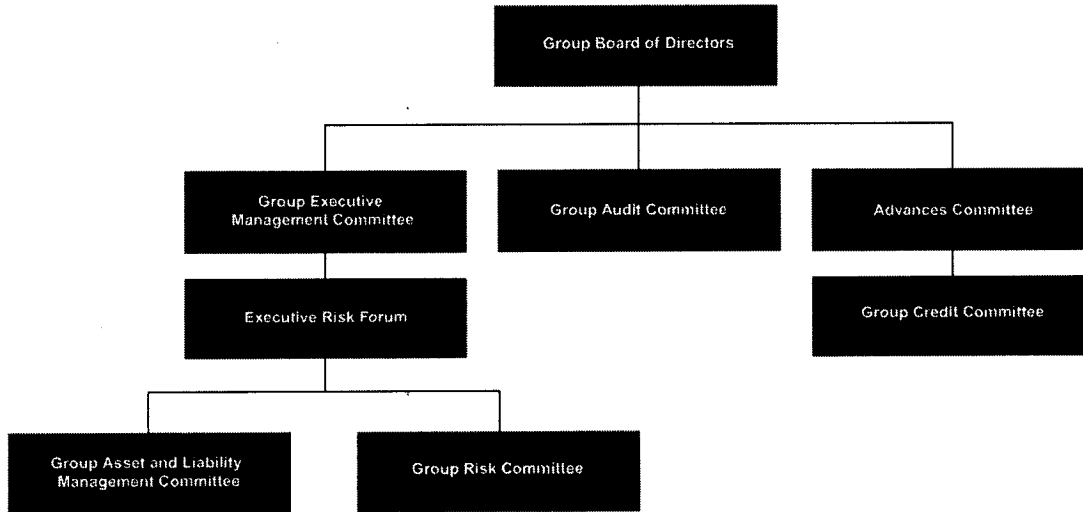 Group Board of Directors
Group Executive
Management Committee
Group Audit Committee
Advances Committee
Executive Risk Forum
Group Credit Committee
Group Asset and Liability
Management Committee
Group Risk Committee